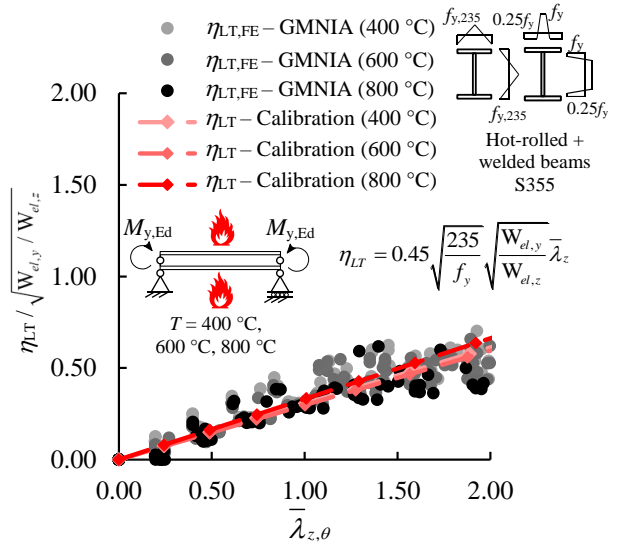 η_LT,FE – GMNIA (400 °C)
η_LT,FE – GMNIA (600 °C)
η_LT,FE – GMNIA (800 °C)
η_LT – Calibration (400 °C)
η_LT – Calibration (600 °C)
η_LT – Calibration (800 °C)
f_y,235
0.25f_y
f_y
f_y
f_y,235
0.25f_y
Hot-rolled +
welded beams
S355
M_y,Ed
M_y,Ed
T = 400 °C,
600 °C, 800 °C
η_LT = 0.45 √(235 / f_y) √(W_el,y / W_el,z) λ̅_z
η_LT / √(W_el,y / W_el,z)
2.00
1.50
1.00
0.50
0.00
0.00 0.50 1.00 1.50 2.00
λ̅_z,θ